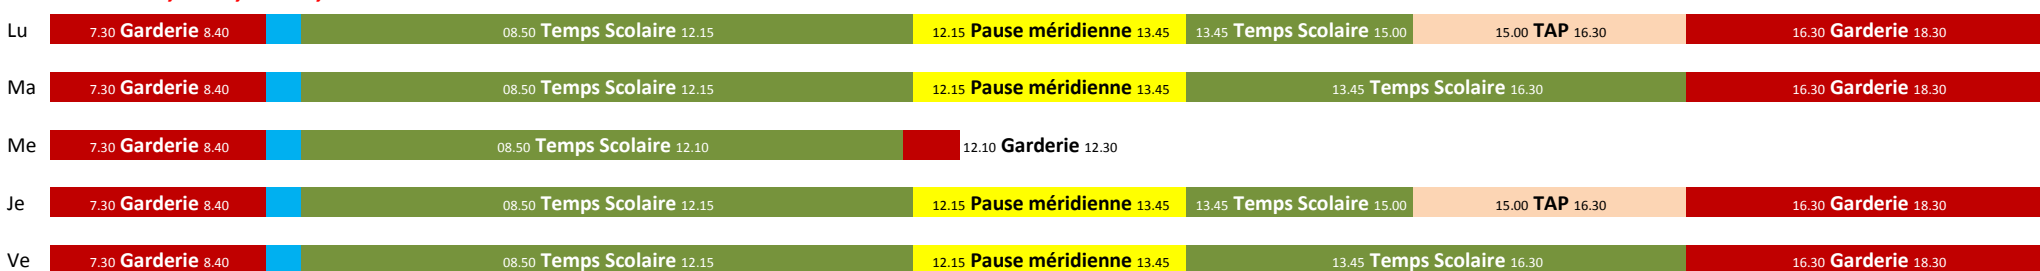 Lu 7.30 Garderie 8.40 08.50 Temps Scolaire 12.15 12.15 Pause méridienne 13.45 13.45 Temps Scolaire 15.00 15.00 TAP 16.30 16.30 Garderie 18.30
Ma 7.30 Garderie 8.40 08.50 Temps Scolaire 12.15 12.15 Pause méridienne 13.45 13.45 Temps Scolaire 16.30 16.30 Garderie 18.30
Me 7.30 Garderie 8.40 08.50 Temps Scolaire 12.10 12.10 Garderie 12.30
Je 7.30 Garderie 8.40 08.50 Temps Scolaire 12.15 12.15 Pause méridienne 13.45 13.45 Temps Scolaire 15.00 15.00 TAP 16.30 16.30 Garderie 18.30
Ve 7.30 Garderie 8.40 08.50 Temps Scolaire 12.15 12.15 Pause méridienne 13.45 13.45 Temps Scolaire 16.30 16.30 Garderie 18.30